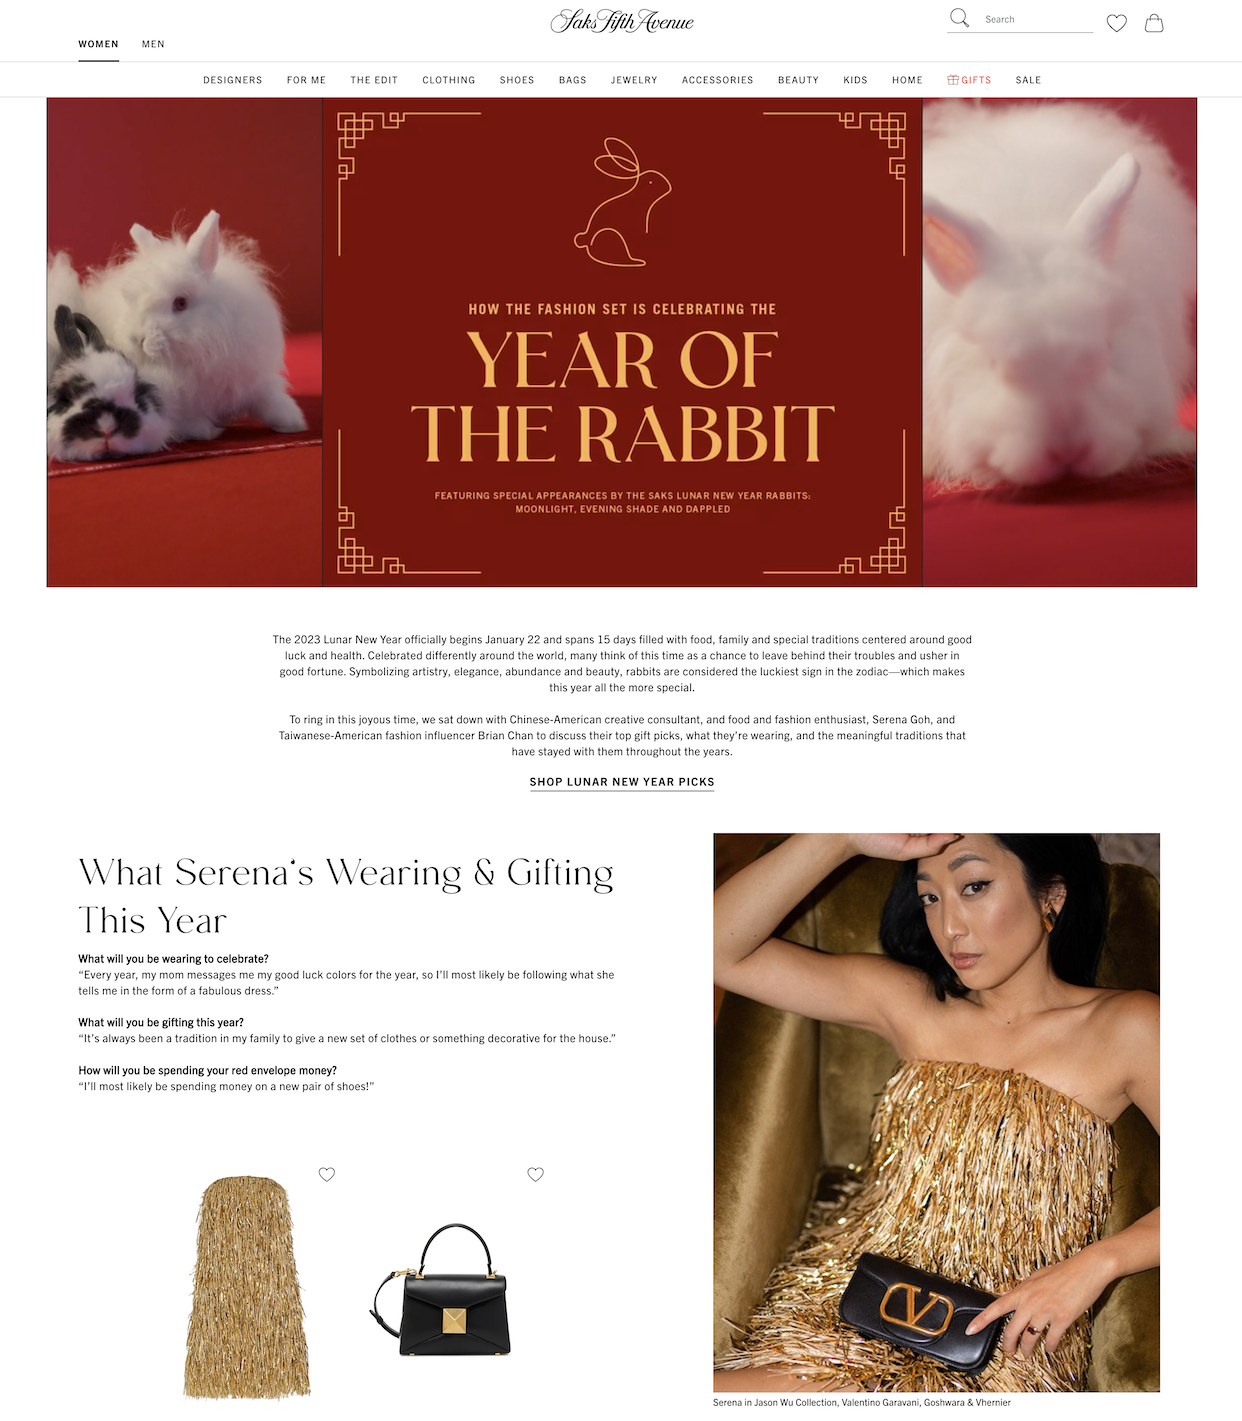 Saks Fifth Avenue
Search
WOMEN
MEN
DESIGNERS
FOR ME
THE EDIT
CLOTHING
SHOES
BAGS
JEWELRY
ACCESSORIES
BEAUTY
KIDS
HOME
GIFTS
SALE
HOW THE FASHION SET IS CELEBRATING THE
YEAR OF
THE RABBIT
FEATURING SPECIAL APPEARANCES BY THE SAKS LUNAR NEW YEAR RABBITS:
MOONLIGHT, EVENING SHADE AND DAPPLED
The 2023 Lunar New Year officially begins January 22 and spans 15 days filled with food, family and special traditions centered around good
luck and health. Celebrated differently around the world, many think of this time as a chance to leave behind their troubles and usher in
good fortune. Symbolizing artistry, elegance, abundance and beauty, rabbits are considered the luckiest sign in the zodiac—which makes
this year all the more special.
To ring in this joyous time, we sat down with Chinese-American creative consultant, and food and fashion enthusiast, Serena Goh, and
Taiwanese-American fashion influencer Brian Chan to discuss their top gift picks, what they're wearing, and the meaningful traditions that
have stayed with them throughout the years.
SHOP LUNAR NEW YEAR PICKS
What Serena‘s Wearing & Gifting
This Year
What will you be wearing to celebrate?
“Every year, my mom messages me my good luck colors for the year, so I'll most likely be following what she
tells me in the form of a fabulous dress.”
What will you be gifting this year?
“It's always been a tradition in my family to give a new set of clothes or something decorative for the house.”
How will you be spending your red envelope money?
“I'll most likely be spending money on a new pair of shoes!”
Serena in Jason Wu Collection, Valentino Garavani, Goshwara & Vhernier